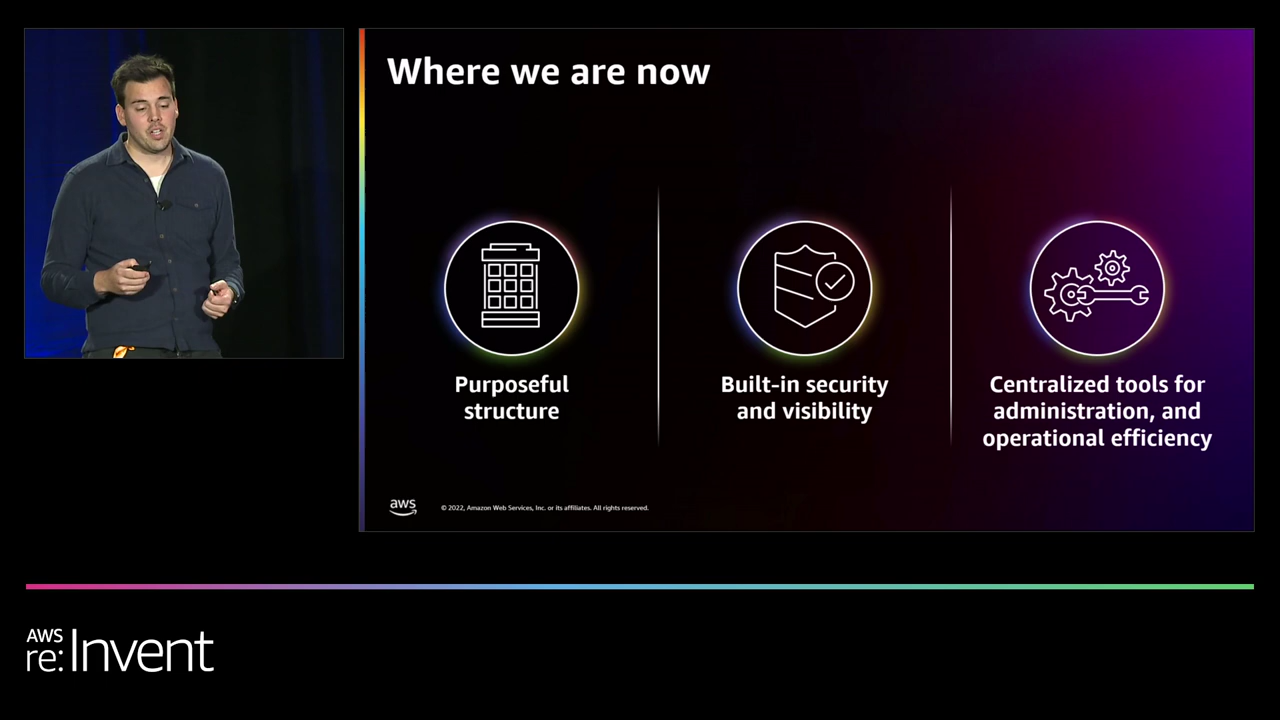 Where we are now
Purposeful
structure
Built-in security
and visibility
Centralized tools for
administration, and
operational efficiency
aws
© 2022, Amazon Web Services, Inc. or its affiliates. All rights reserved.
AWS
re:Invent